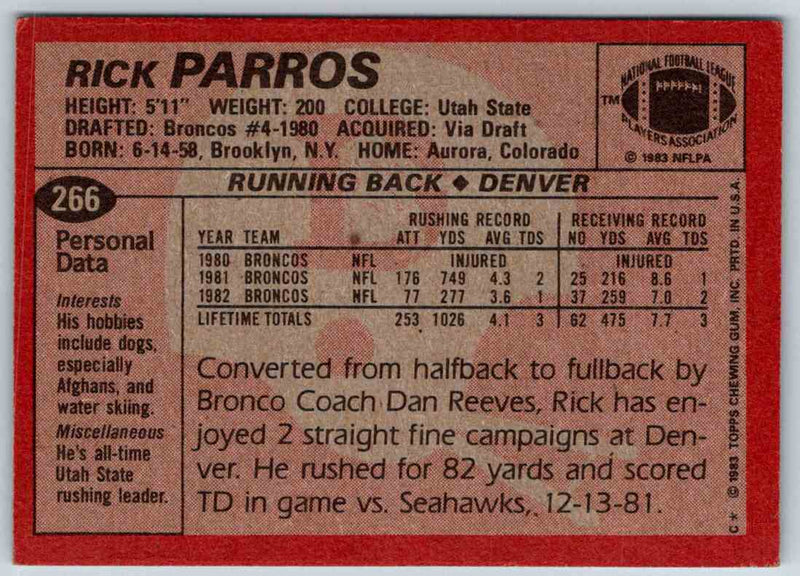 RICK PARROS
HEIGHT: 5'11" WEIGHT: 200 COLLEGE: Utah State
DRAFTED: Broncos #4-1980 ACQUIRED: Via Draft
BORN: 6-14-58, Brooklyn, N.Y. HOME: Aurora, Colorado
NATIONAL FOOTBALL LEAGUE
TM
PLAYERS ASSOCIATION
© 1983 NFLPA
266
RUNNING BACK ♦ DENVER
Personal
Data
Interests
His hobbies
include dogs,
especially
Afghans, and
water skiing.
Miscellaneous
He's all-time
Utah State
rushing leader.
RUSHING RECORD RECEIVING RECORD
YEAR TEAM ATT YDS AVG TDS NO YDS AVG TDS
1980 BRONCOS NFL INJURED INJURED
1981 BRONCOS NFL 176 749 4.3 2 25 216 8.6 1
1982 BRONCOS NFL 77 277 3.6 1 37 259 7.0 2
LIFETIME TOTALS 253 1026 4.1 3 62 475 7.7 3
Converted from halfback to fullback by
Bronco Coach Dan Reeves, Rick has en-
joyed 2 straight fine campaigns at Den-
ver. He rushed for 82 yards and scored
TD in game vs. Seahawks, 12-13-81.
C* © 1983 TOPPS CHEWING GUM, INC. PRTD. IN U.S.A.